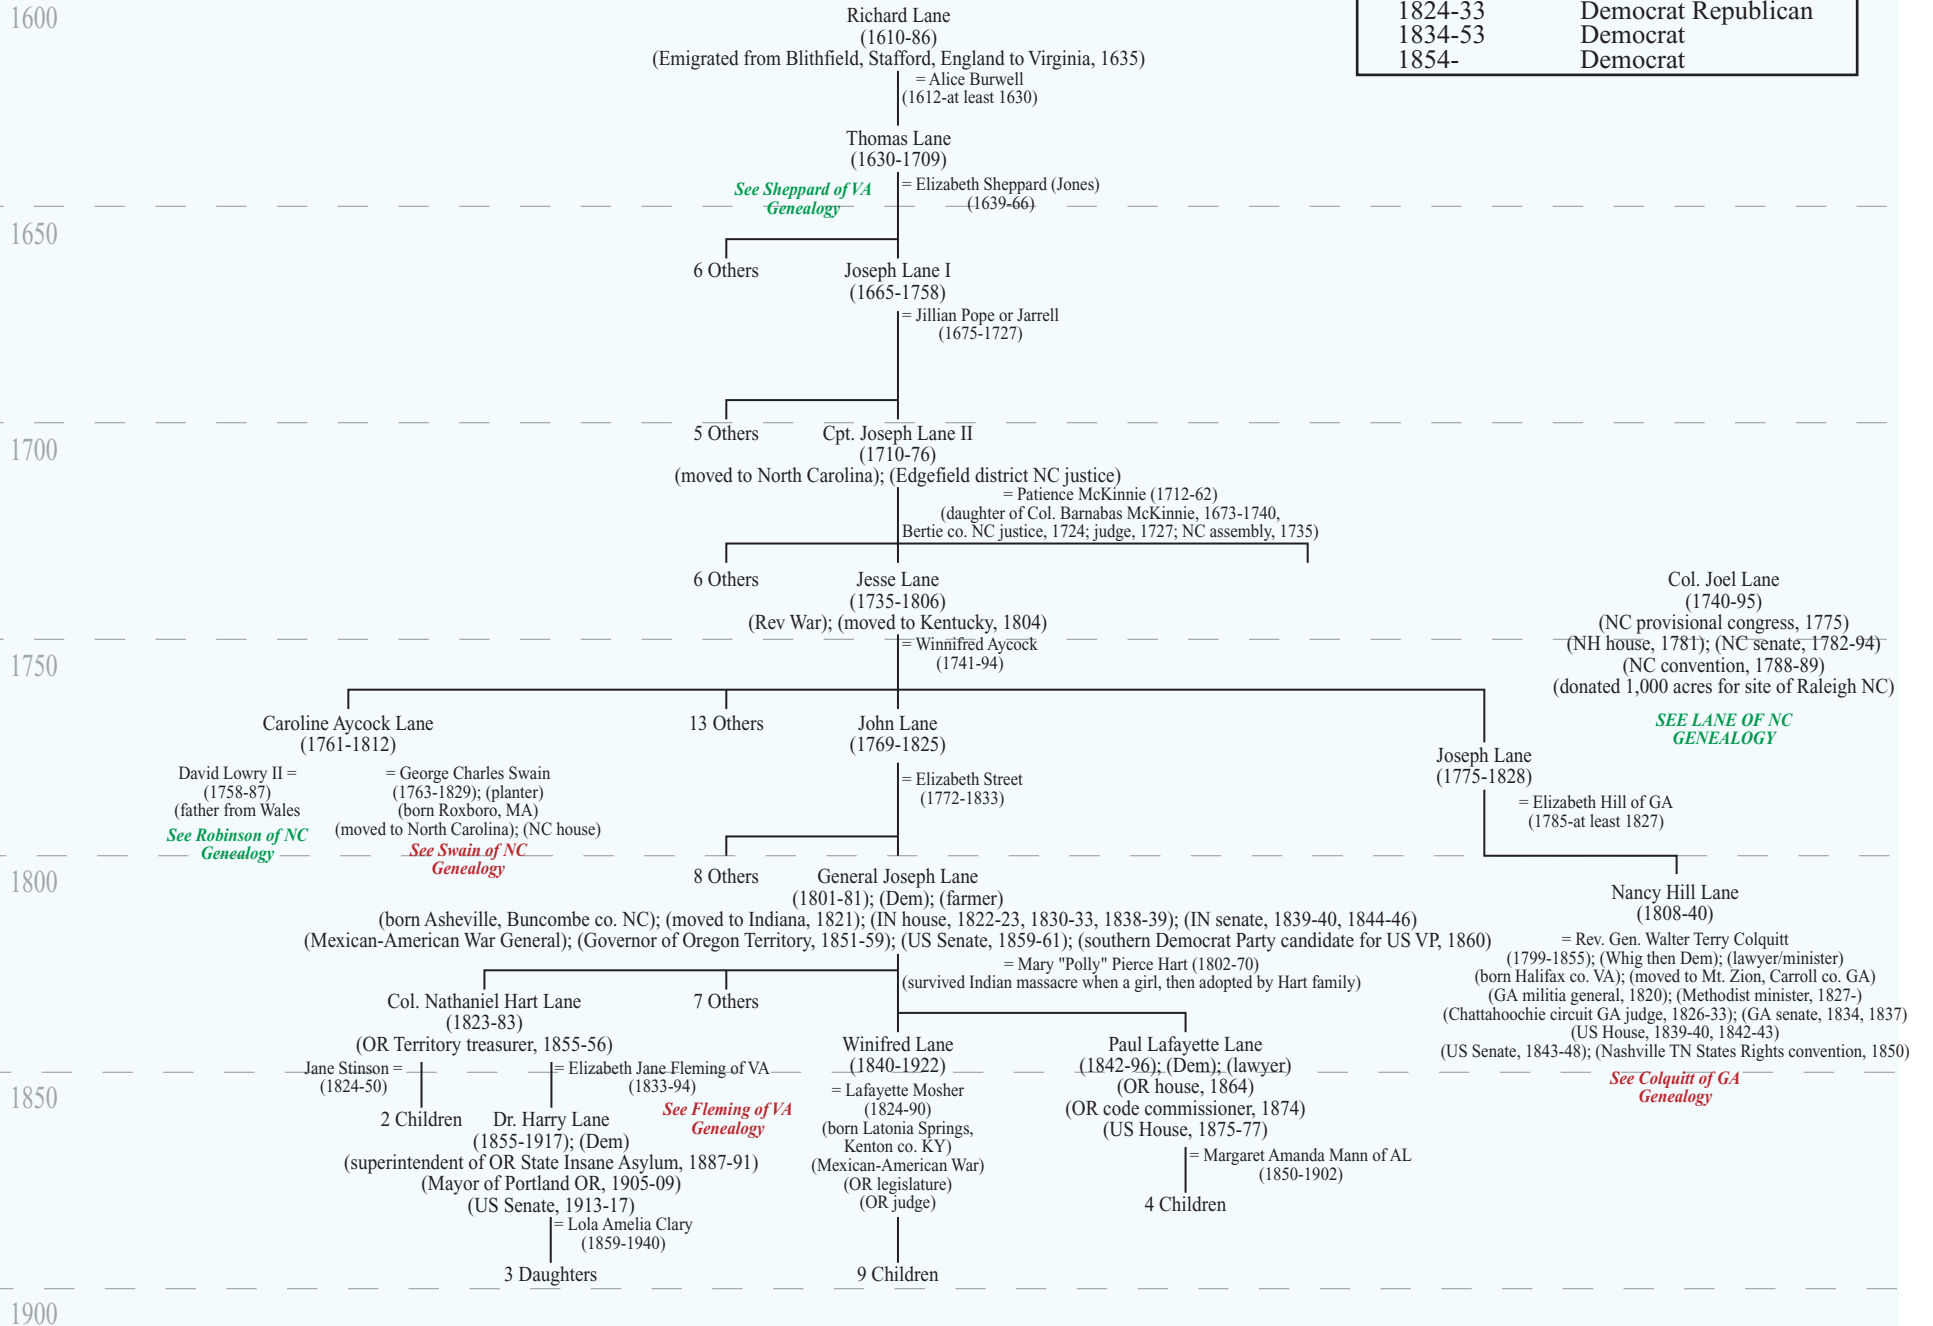 1600
Richard Lane
(1610-86)
(Emigrated from Blithfield, Stafford, England to Virginia, 1635)
= Alice Burwell
(1612-at least 1630)
1824-33 Democrat Republican
1834-53 Democrat
1854- Democrat
Thomas Lane
(1630-1709)
See Sheppard of VA
Genealogy
= Elizabeth Sheppard (Jones)
(1639-66)
1650
6 Others
Joseph Lane I
(1665-1758)
= Jillian Pope or Jarrell
(1675-1727)
1700
5 Others
Cpt. Joseph Lane II
(1710-76)
(moved to North Carolina); (Edgefield district NC justice)
= Patience McKinnie (1712-62)
(daughter of Col. Barnabas McKinnie, 1673-1740,
Bertie co. NC justice, 1724; judge, 1727; NC assembly, 1735)
6 Others
Jesse Lane
(1735-1806)
(Rev War); (moved to Kentucky, 1804)
= Winnifred Aycock
(1741-94)
Col. Joel Lane
(1740-95)
(NC provisional congress, 1775)
(NH house, 1781); (NC senate, 1782-94)
(NC convention, 1788-89)
(donated 1,000 acres for site of Raleigh NC)
SEE LANE OF NC
GENEALOGY
1750
Caroline Aycock Lane
(1761-1812)
David Lowry II =
(1758-87)
(father from Wales
See Robinson of NC
Genealogy
= George Charles Swain
(1763-1829); (planter)
(born Roxboro, MA)
(moved to North Carolina); (NC house)
See Swain of NC
Genealogy
13 Others
John Lane
(1769-1825)
= Elizabeth Street
(1772-1833)
Joseph Lane
(1775-1828)
= Elizabeth Hill of GA
(1785-at least 1827)
1800
8 Others
General Joseph Lane
(1801-81); (Dem); (farmer)
(born Asheville, Buncombe co. NC); (moved to Indiana, 1821); (IN house, 1822-23, 1830-33, 1838-39); (IN senate, 1839-40, 1844-46)
(Mexican-American War General); (Governor of Oregon Territory, 1851-59); (US Senate, 1859-61); (southern Democrat Party candidate for US VP, 1860)
= Mary "Polly" Pierce Hart (1802-70)
(survived Indian massacre when a girl, then adopted by Hart family)
Nancy Hill Lane
(1808-40)
= Rev. Gen. Walter Terry Colquitt
(1799-1855); (Whig then Dem); (lawyer/minister)
(born Halifax co. VA); (moved to Mt. Zion, Carroll co. GA)
(GA militia general, 1820); (Methodist minister, 1827-)
(Chattahoochie circuit GA judge, 1826-33); (GA senate, 1834, 1837)
(US House, 1839-40, 1842-43)
(US Senate, 1843-48); (Nashville TN States Rights convention, 1850)
See Colquitt of GA
Genealogy
Col. Nathaniel Hart Lane
(1823-83)
(OR Territory treasurer, 1855-56)
Jane Stinson =
(1824-50)
2 Children
= Elizabeth Jane Fleming of VA
(1833-94)
See Fleming of VA
Genealogy
7 Others
Winifred Lane
(1840-1922)
= Lafayette Mosher
(1824-90)
(born Latonia Springs,
Kenton co. KY)
(Mexican-American War)
(OR legislature)
(OR judge)
9 Children
Paul Lafayette Lane
(1842-96); (Dem); (lawyer)
(OR house, 1864)
(OR code commissioner, 1874)
(US House, 1875-77)
= Margaret Amanda Mann of AL
(1850-1902)
4 Children
1850
Dr. Harry Lane
(1855-1917); (Dem)
(superintendent of OR State Insane Asylum, 1887-91)
(Mayor of Portland OR, 1905-09)
(US Senate, 1913-17)
= Lola Amelia Clary
(1859-1940)
3 Daughters
1900